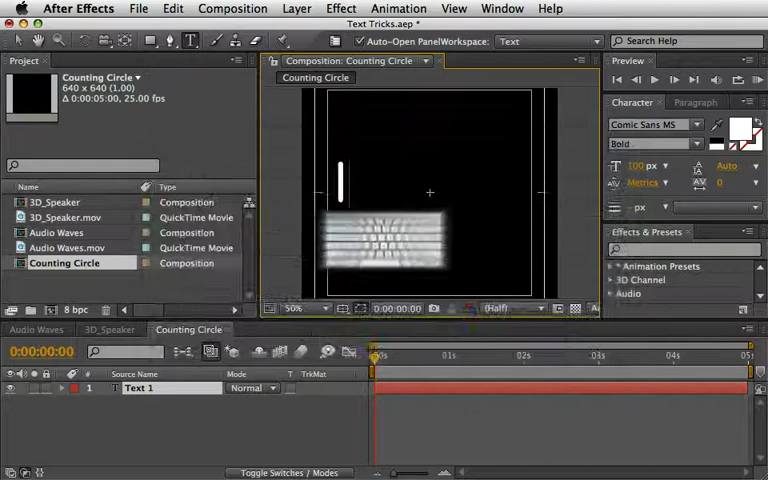 After Effects File Edit Composition Layer Effect Animation View Window Help
Text Tricks.aep *
Auto-Open Panel Workspace: Text Search Help
Project
Counting Circle
640 x 640 (1.00)
Δ 0:00:05:00, 25.00 fps
Name Type
3D_Speaker Composition
3D_Speaker.mov QuickTime Movie
Audio Waves Composition
Audio Waves.mov QuickTime Movie
Counting Circle Composition
8 bpc
Composition: Counting Circle
Counting Circle
50% 0:00:00:00 (Half)
Preview
Character Paragraph
Comic Sans MS
Bold
100 px Auto
Metrics 0
- px
Effects & Presets
Animation Presets
3D Channel
Audio
Audio Waves 3D_Speaker Counting Circle
0:00:00:00
00s 01s 02s 03s 04s 05s
# Source Name Mode T TrkMat
1 T Text 1 Normal
Toggle Switches / Modes